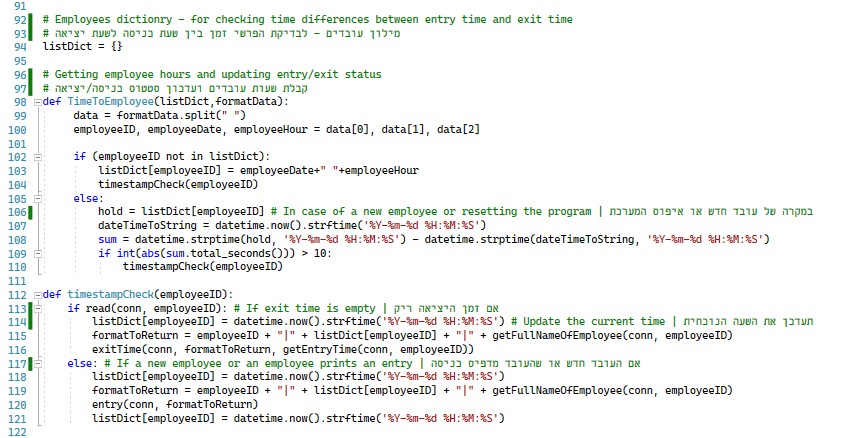 91
92 # Employees dictionry - for checking time differences between entry time and exit time
93 # מילון עובדים - לבדיקת הפרשי זמן בין שעת כניסה לשעת יציאה
94 listDict = {}
95
96 # Getting employee hours and updating entry/exit status
97 # קבלת שעות עובדים ועדכון סטטוס כניסה/יציאה
98 def TimeToEmployee(listDict,formatData):
99 data = formatData.split(" ")
100 employeeID, employeeDate, employeeHour = data[0], data[1], data[2]
101
102 if (employeeID not in listDict):
103 listDict[employeeID] = employeeDate+" "+employeeHour
104 timestampCheck(employeeID)
105 else:
106 hold = listDict[employeeID] # In case of a new employee or resetting the program | במקרה של עובד חדש או איפוס המערכת
107 dateTimeToString = datetime.now().strftime('%Y-%m-%d %H:%M:%S')
108 sum = datetime.strptime(hold, '%Y-%m-%d %H:%M:%S') - datetime.strptime(dateTimeToString, '%Y-%m-%d %H:%M:%S')
109 if int(abs(sum.total_seconds())) > 10:
110 timestampCheck(employeeID)
111
112 def timestampCheck(employeeID):
113 if read(conn, employeeID): # If exit time is empty | אם זמן היציאה ריק
114 listDict[employeeID] = datetime.now().strftime('%Y-%m-%d %H:%M:%S') # Update the current time | תעדכן את השעה הנוכחית
115 formatToReturn = employeeID + "|" + listDict[employeeID] + "|" + getFullNameOfEmployee(conn, employeeID)
116 exitTime(conn, formatToReturn, getEntryTime(conn, employeeID))
117 else: # If a new employee or an employee prints an entry | אם העובד חדש או שהעובד מדפיס כניסה
118 listDict[employeeID] = datetime.now().strftime('%Y-%m-%d %H:%M:%S')
119 formatToReturn = employeeID + "|" + listDict[employeeID] + "|" + getFullNameOfEmployee(conn, employeeID)
120 entry(conn, formatToReturn)
121 listDict[employeeID] = datetime.now().strftime('%Y-%m-%d %H:%M:%S')
122